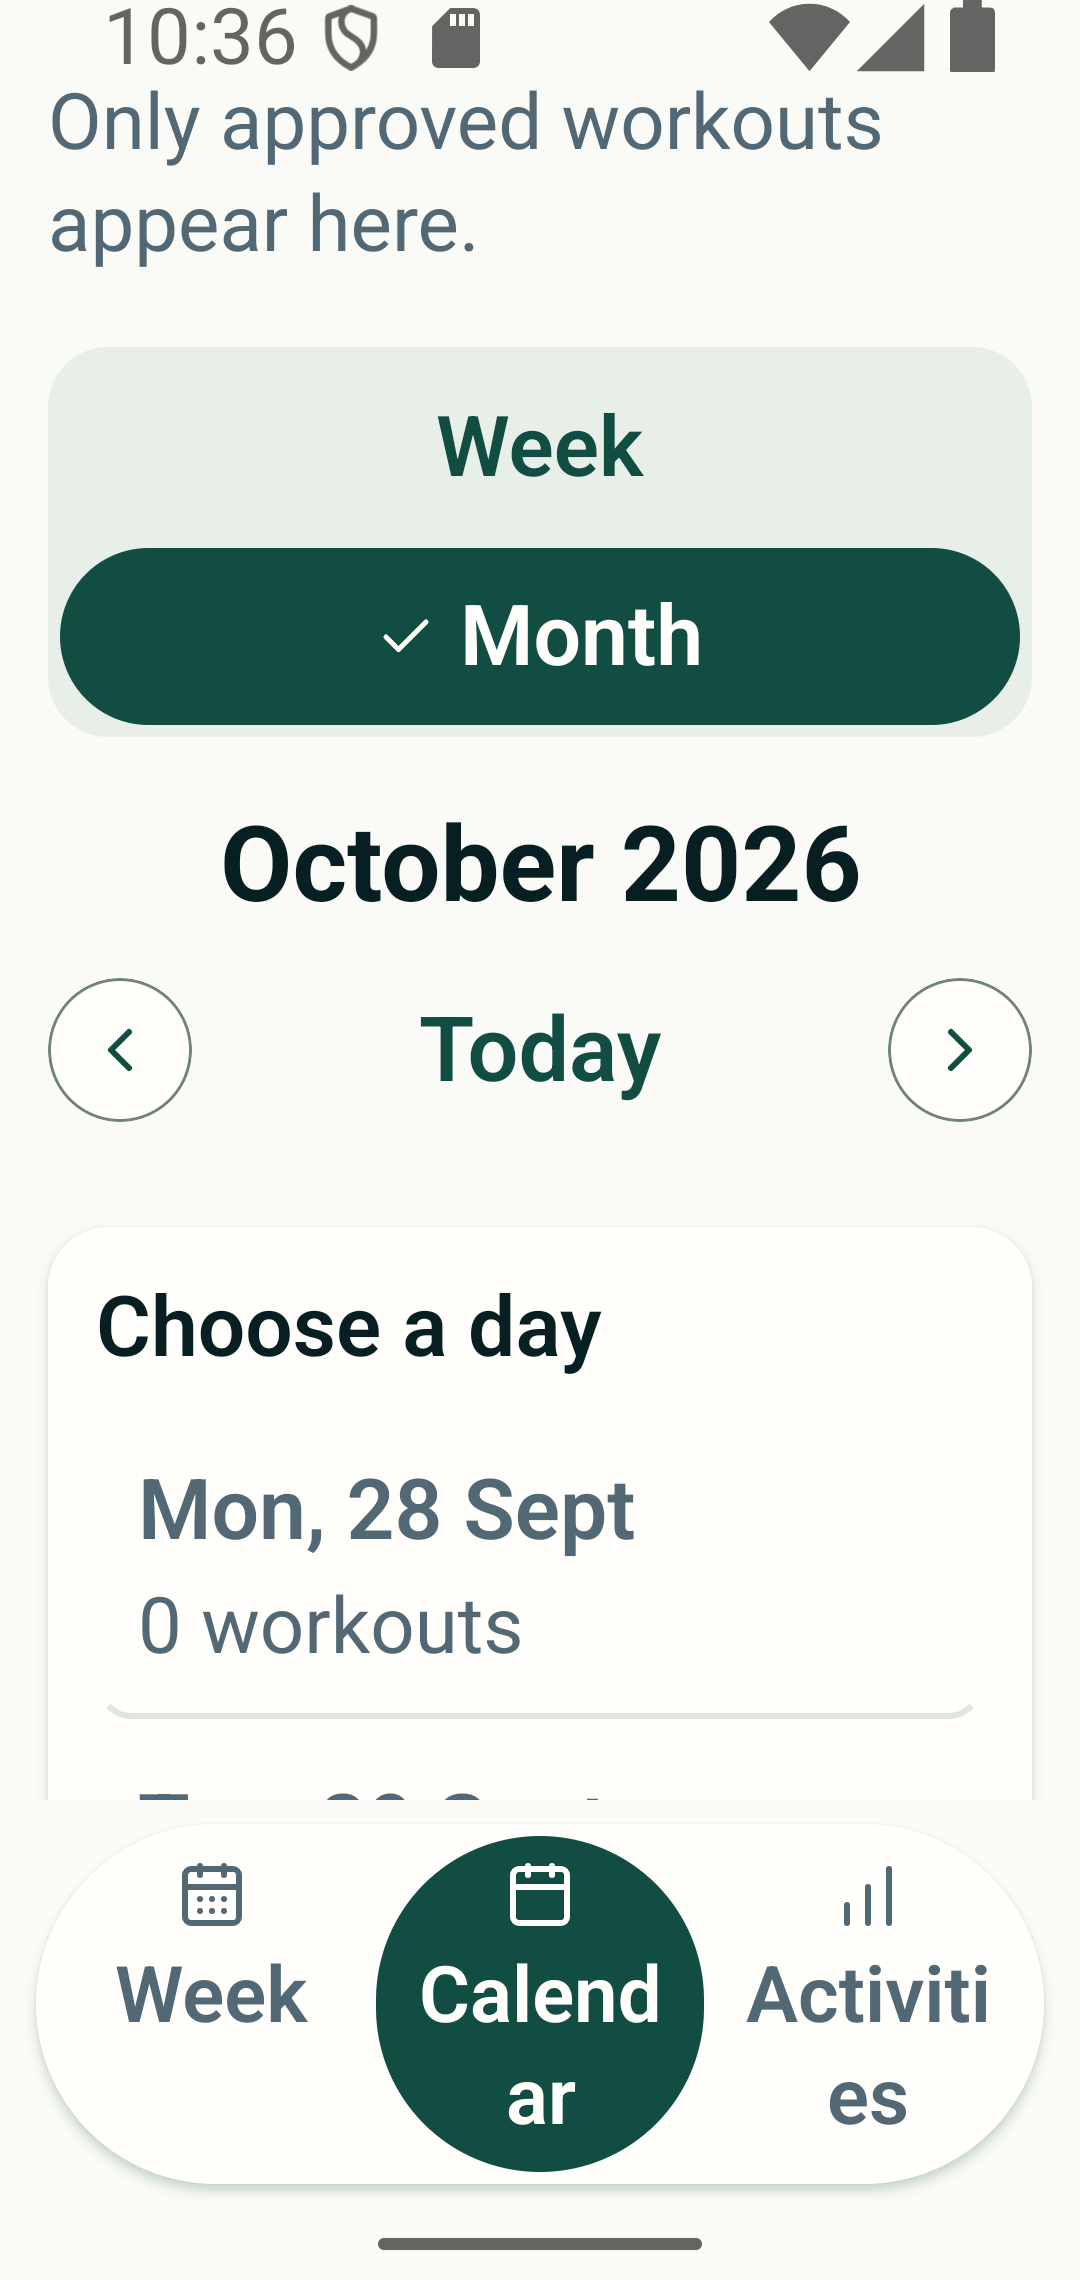 10:36
Only approved workouts
appear here.
Week
Month
October 2026
Today
Choose a day
Mon, 28 Sept
0 workouts
Week
Calend
ar
Activiti
es